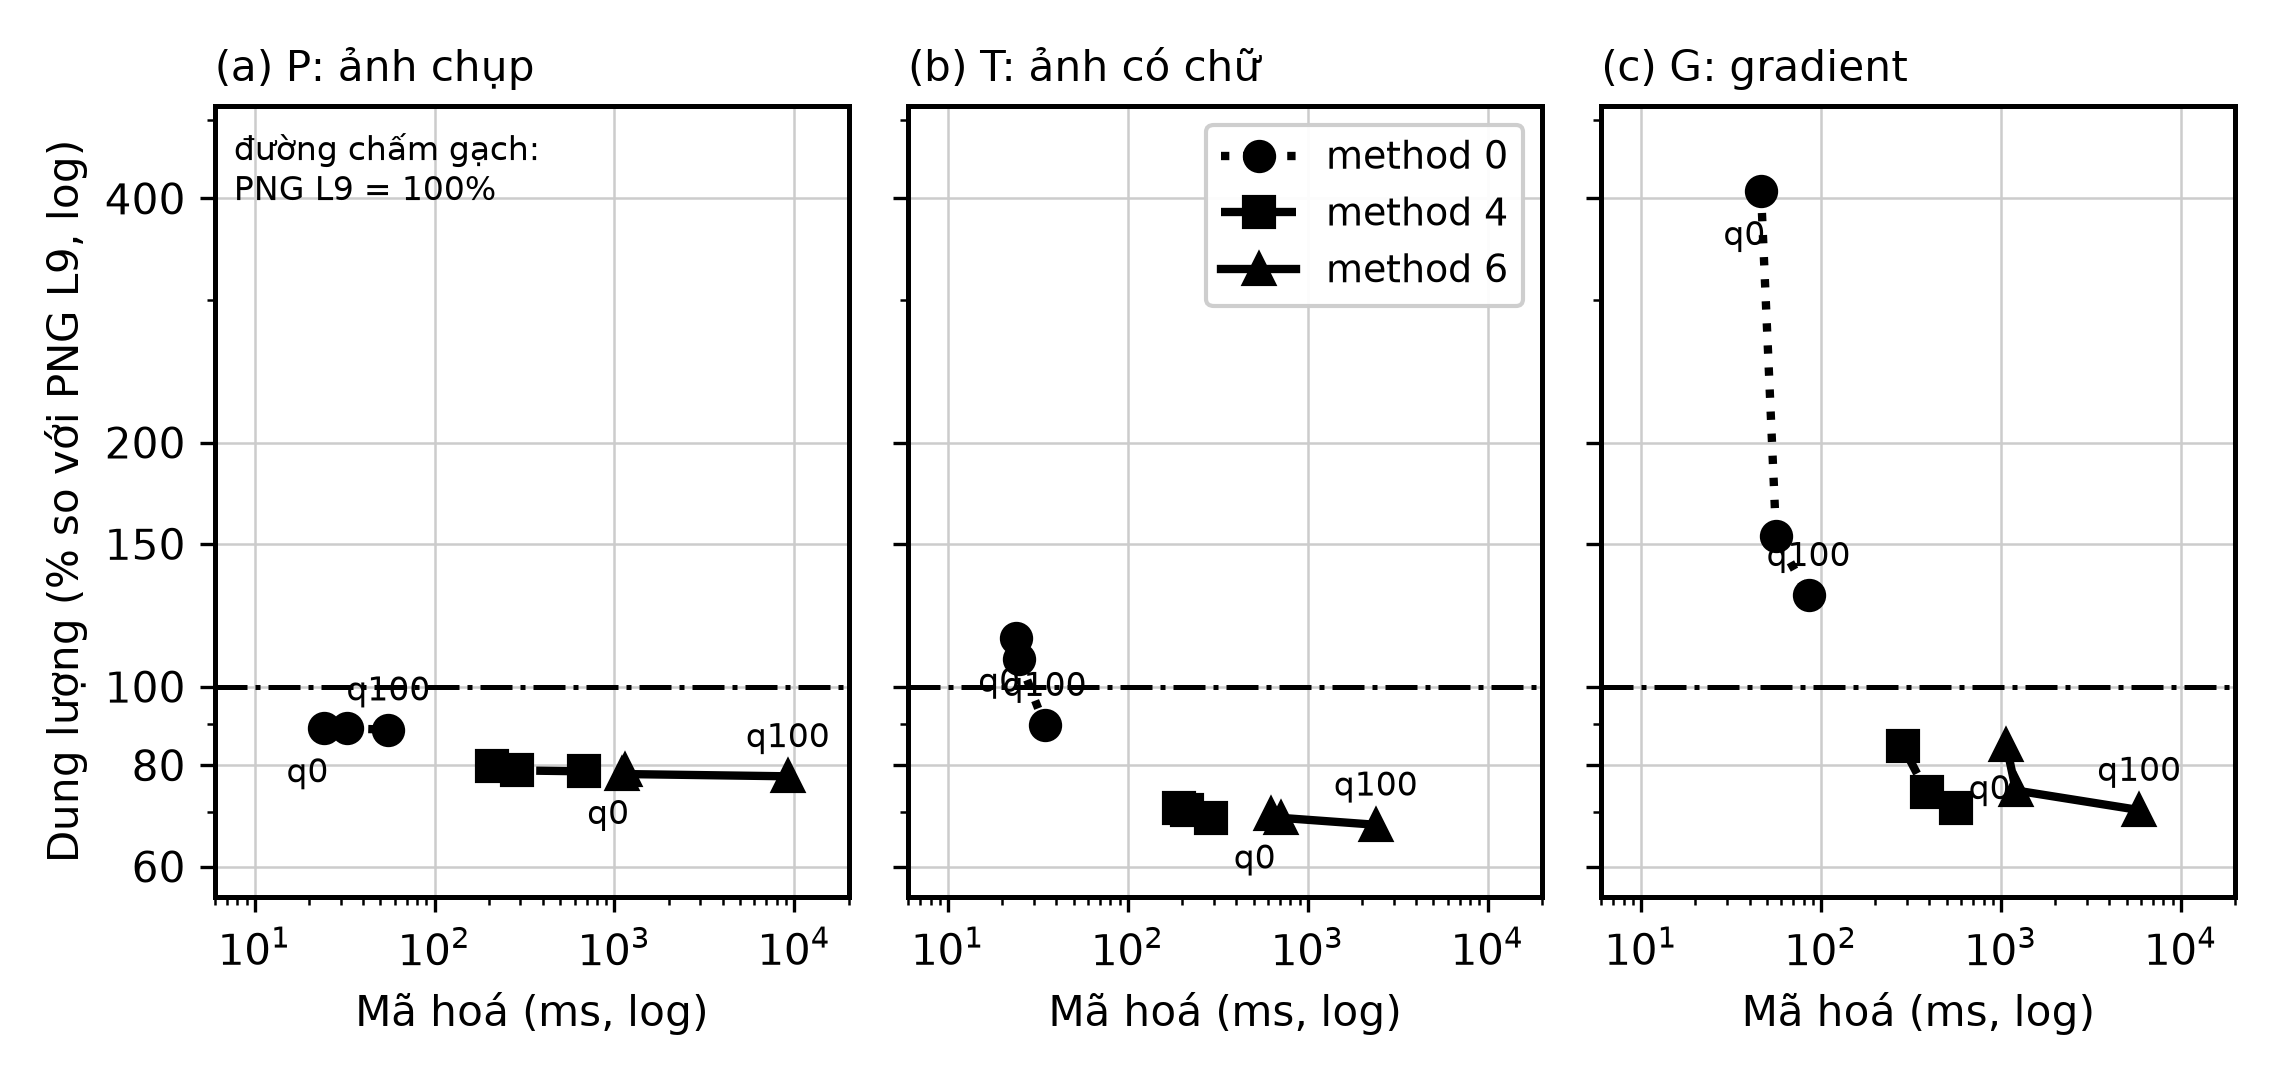 (a) P: ảnh chụp
(b) T: ảnh có chữ
(c) G: gradient
Dung lượng (% so với PNG L9, log)
400
200
150
100
80
60
đường chấm gạch:
PNG L9 = 100%
q100
q0
q100
q0
10¹
10²
10³
10⁴
Mã hoá (ms, log)
method 0
method 4
method 6
q0
q100
q100
q0
10¹
10²
10³
10⁴
Mã hoá (ms, log)
q0
q100
q100
q0
10¹
10²
10³
10⁴
Mã hoá (ms, log)